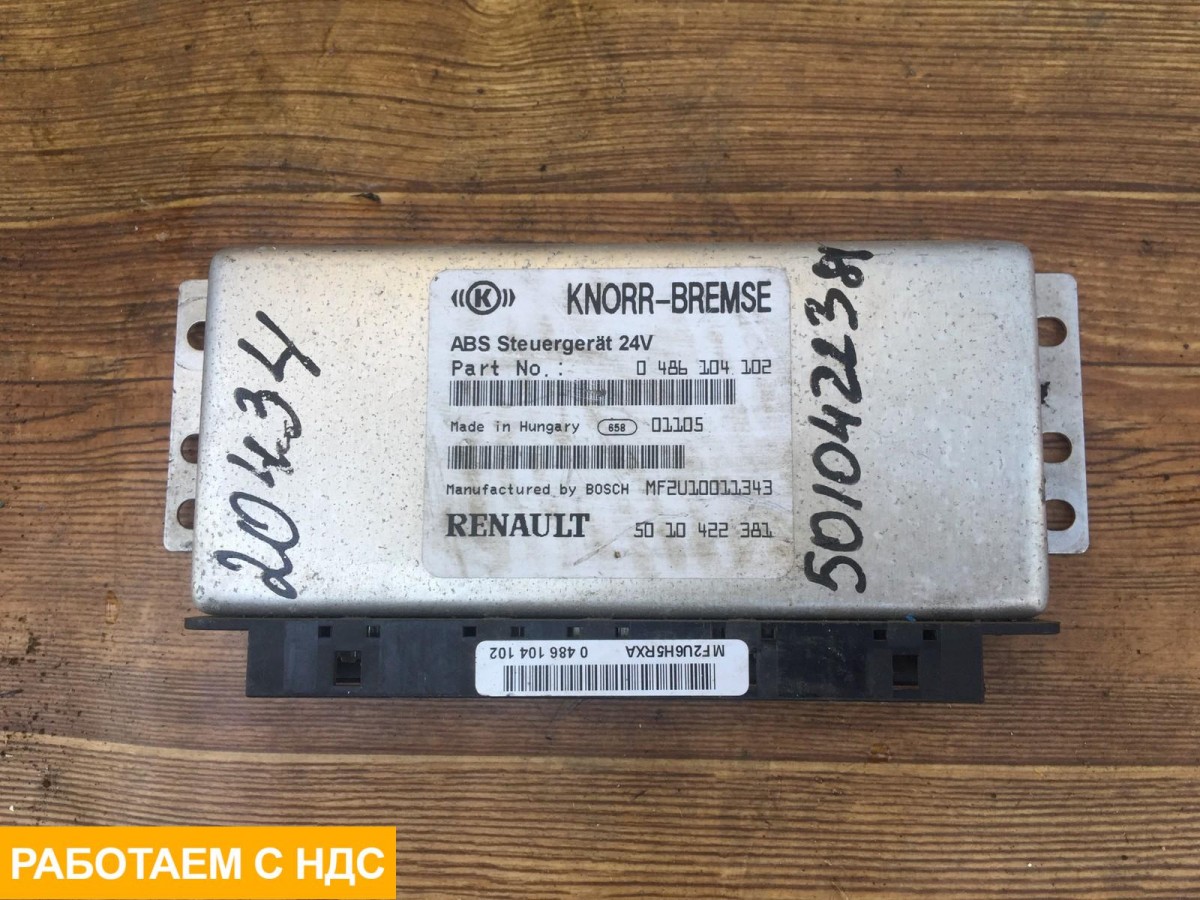 K KNORR-BREMSE
ABS Steuergerät 24V
Part No.: 0 486 104 102
Made in Hungary 658 01105
Manufactured by BOSCH MF2U10011343
RENAULT 50 10 422 381
20434
5010422381
MF2U6H5RXA 0 486 104 102
РАБОТАЕМ С НДС